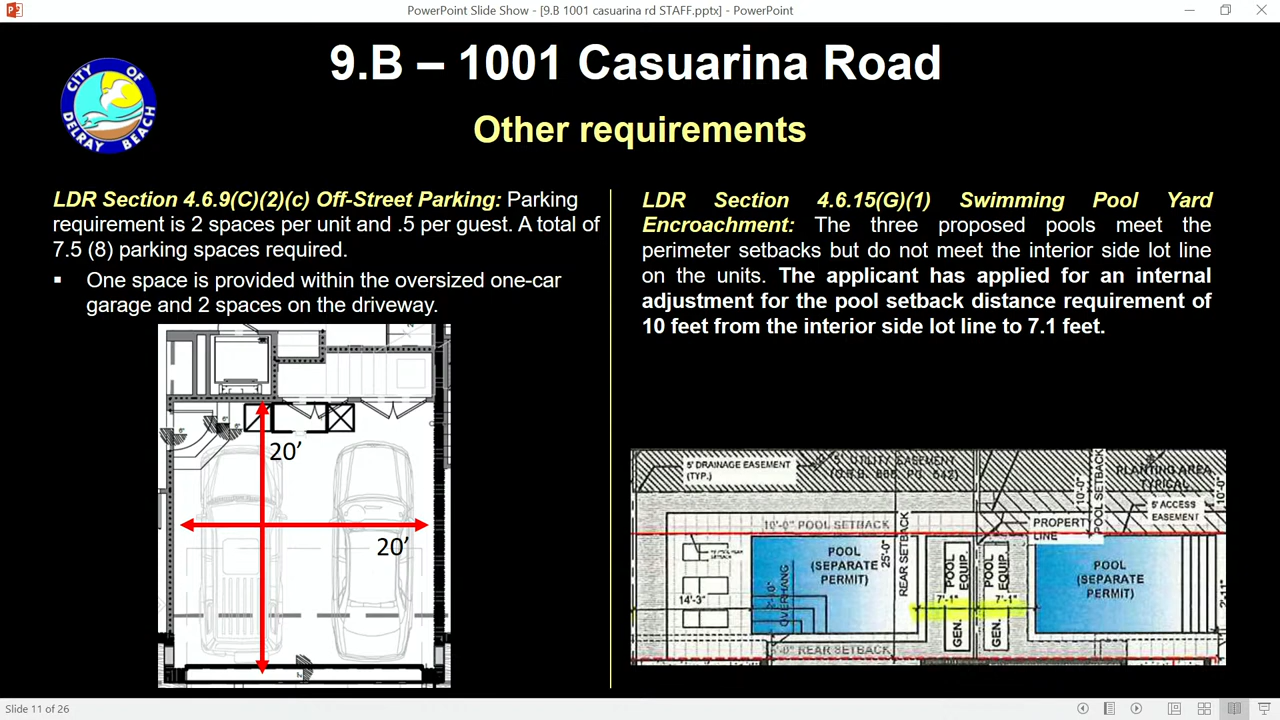 PowerPoint Slide Show - [9.B 1001 casuarina rd STAFF.pptx] - PowerPoint
CITY OF
DELRAY BEACH
9.B – 1001 Casuarina Road
Other requirements
LDR Section 4.6.9(C)(2)(c) Off-Street Parking: Parking
requirement is 2 spaces per unit and .5 per guest. A total of
7.5 (8) parking spaces required.
▪ One space is provided within the oversized one-car
garage and 2 spaces on the driveway.
20’
20’
LDR Section 4.6.15(G)(1) Swimming Pool Yard
Encroachment: The three proposed pools meet the
perimeter setbacks but do not meet the interior side lot line
on the units. The applicant has applied for an internal
adjustment for the pool setback distance requirement of
10 feet from the interior side lot line to 7.1 feet.
5' DRAINAGE EASEMENT
(TYP.)
UTILITY EASEMENT
PLANTING AREA
TYPICAL
10'-0"
POOL SETBACK
10'-0"
5' ACCESS
EASEMENT
10'-0" POOL SETBACK
PROPERTY
LINE
POOL
(SEPARATE
PERMIT)
25'-0"
REAR SETBACK
POOL
EQUIP.
POOL
EQUIP.
POOL
(SEPARATE
PERMIT)
14'-3"
OVERHANG
7'-1"
7'-1"
GEN.
GEN.
REAR SETBACK
Slide 11 of 26